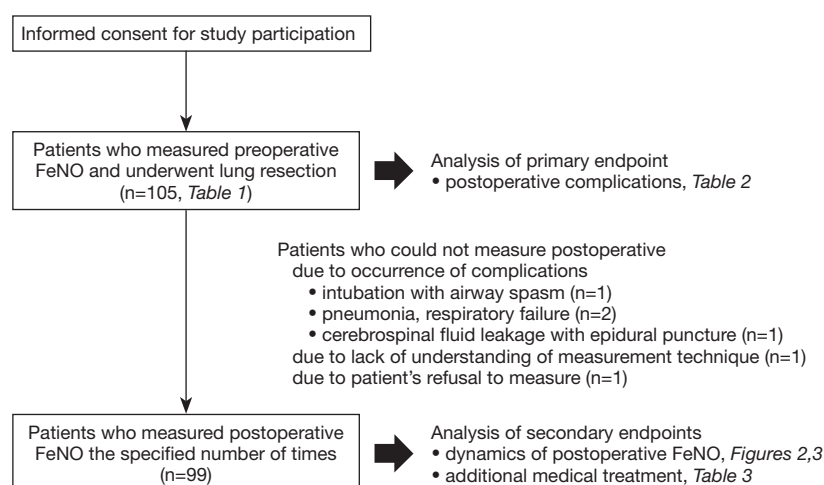 Informed consent for study participation
Patients who measured preoperative
FeNO and underwent lung resection
(n=105, Table 1)
Analysis of primary endpoint
• postoperative complications, Table 2
Patients who could not measure postoperative
due to occurrence of complications
• intubation with airway spasm (n=1)
• pneumonia, respiratory failure (n=2)
• cerebrospinal fluid leakage with epidural puncture (n=1)
due to lack of understanding of measurement technique (n=1)
due to patient's refusal to measure (n=1)
Patients who measured postoperative
FeNO the specified number of times
(n=99)
Analysis of secondary endpoints
• dynamics of postoperative FeNO, Figures 2,3
• additional medical treatment, Table 3